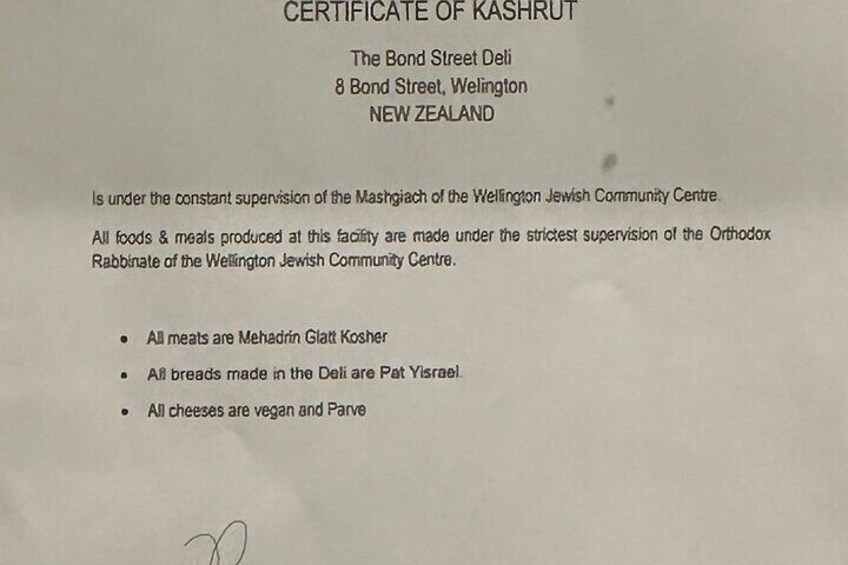 CERTIFICATE OF KASHRUT
The Bond Street Deli
8 Bond Street, Welington
NEW ZEALAND
Is under the constant supervision of the Mashgiach of the Wellington Jewish Community Centre.
All foods & meals produced at this facility are made under the strictest supervision of the Orthodox
Rabbinate of the Wellington Jewish Community Centre.
• All meats are Mehadrin Glatt Kosher
• All breads made in the Deli are Pat Yisrael.
• All cheeses are vegan and Parve